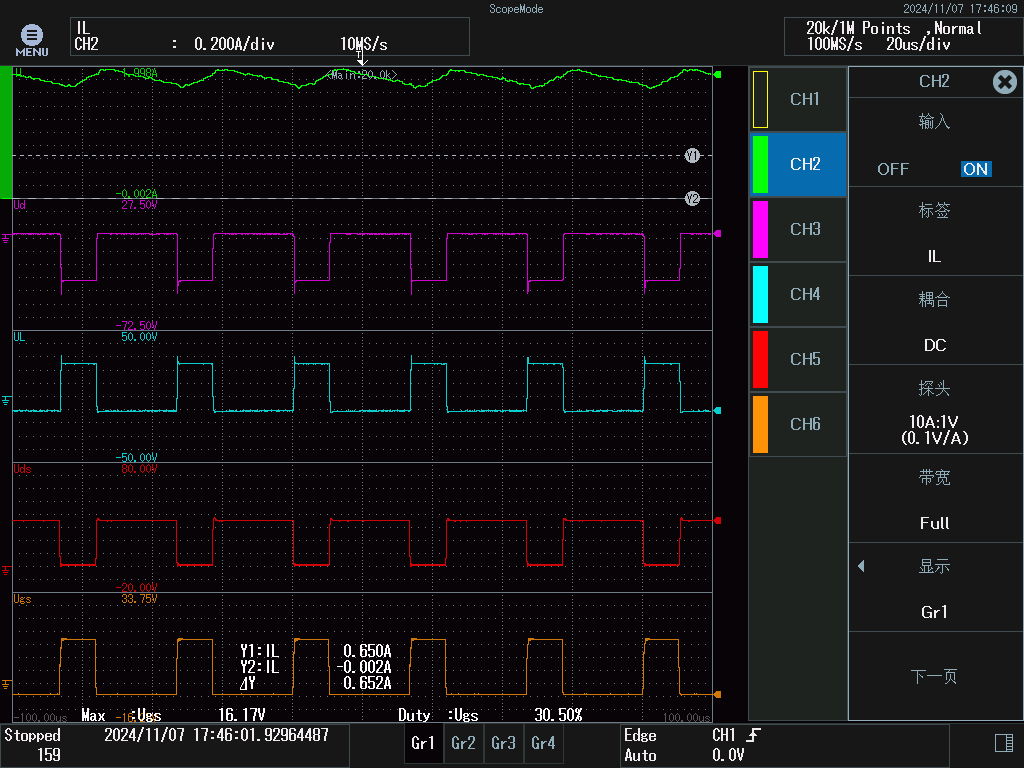 ScopeMode
2024/11/07 17:46:09
MENU
IL
CH2 : 0.200A/div 10MS/s
20k/1M Points ,Normal
100MS/s 20us/div
T
IL 1.998A
<Main:20.0k>
Y1
-0.002A
Y2
Ud 27.50V
-72.50V
UL 50.00V
-50.00V
Uds 80.00V
-20.00V
Ugs 33.75V
Y1:IL 0.650A
Y2:IL -0.002A
ΔY 0.652A
-100.00us
Max :Ugs 16.17V
Duty :Ugs 30.50%
100.00us
CH1
CH2
CH3
CH4
CH5
CH6
CH2
输入
OFF ON
标签
IL
耦合
DC
探头
10A:1V
(0.1V/A)
带宽
Full
显示
Gr1
下一页
Stopped
159
2024/11/07 17:46:01.92964487
Gr1 Gr2 Gr3 Gr4
Edge CH1
Auto 0.0V